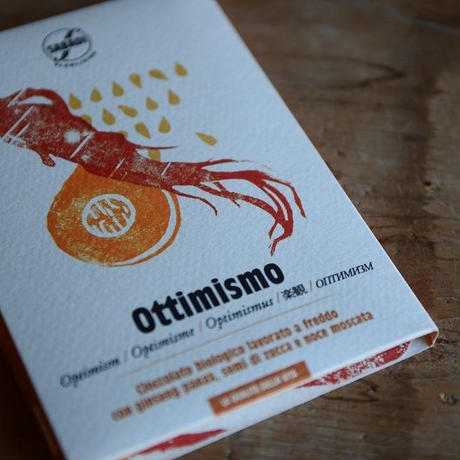 SABADÌ
Ottimismo
Optimism / Optimisme / Optimismus / 楽観 / ОПТИМИЗМ
Cioccolato biologico lavorato a freddo
con ginseng panax, semi di zucca e noce moscata